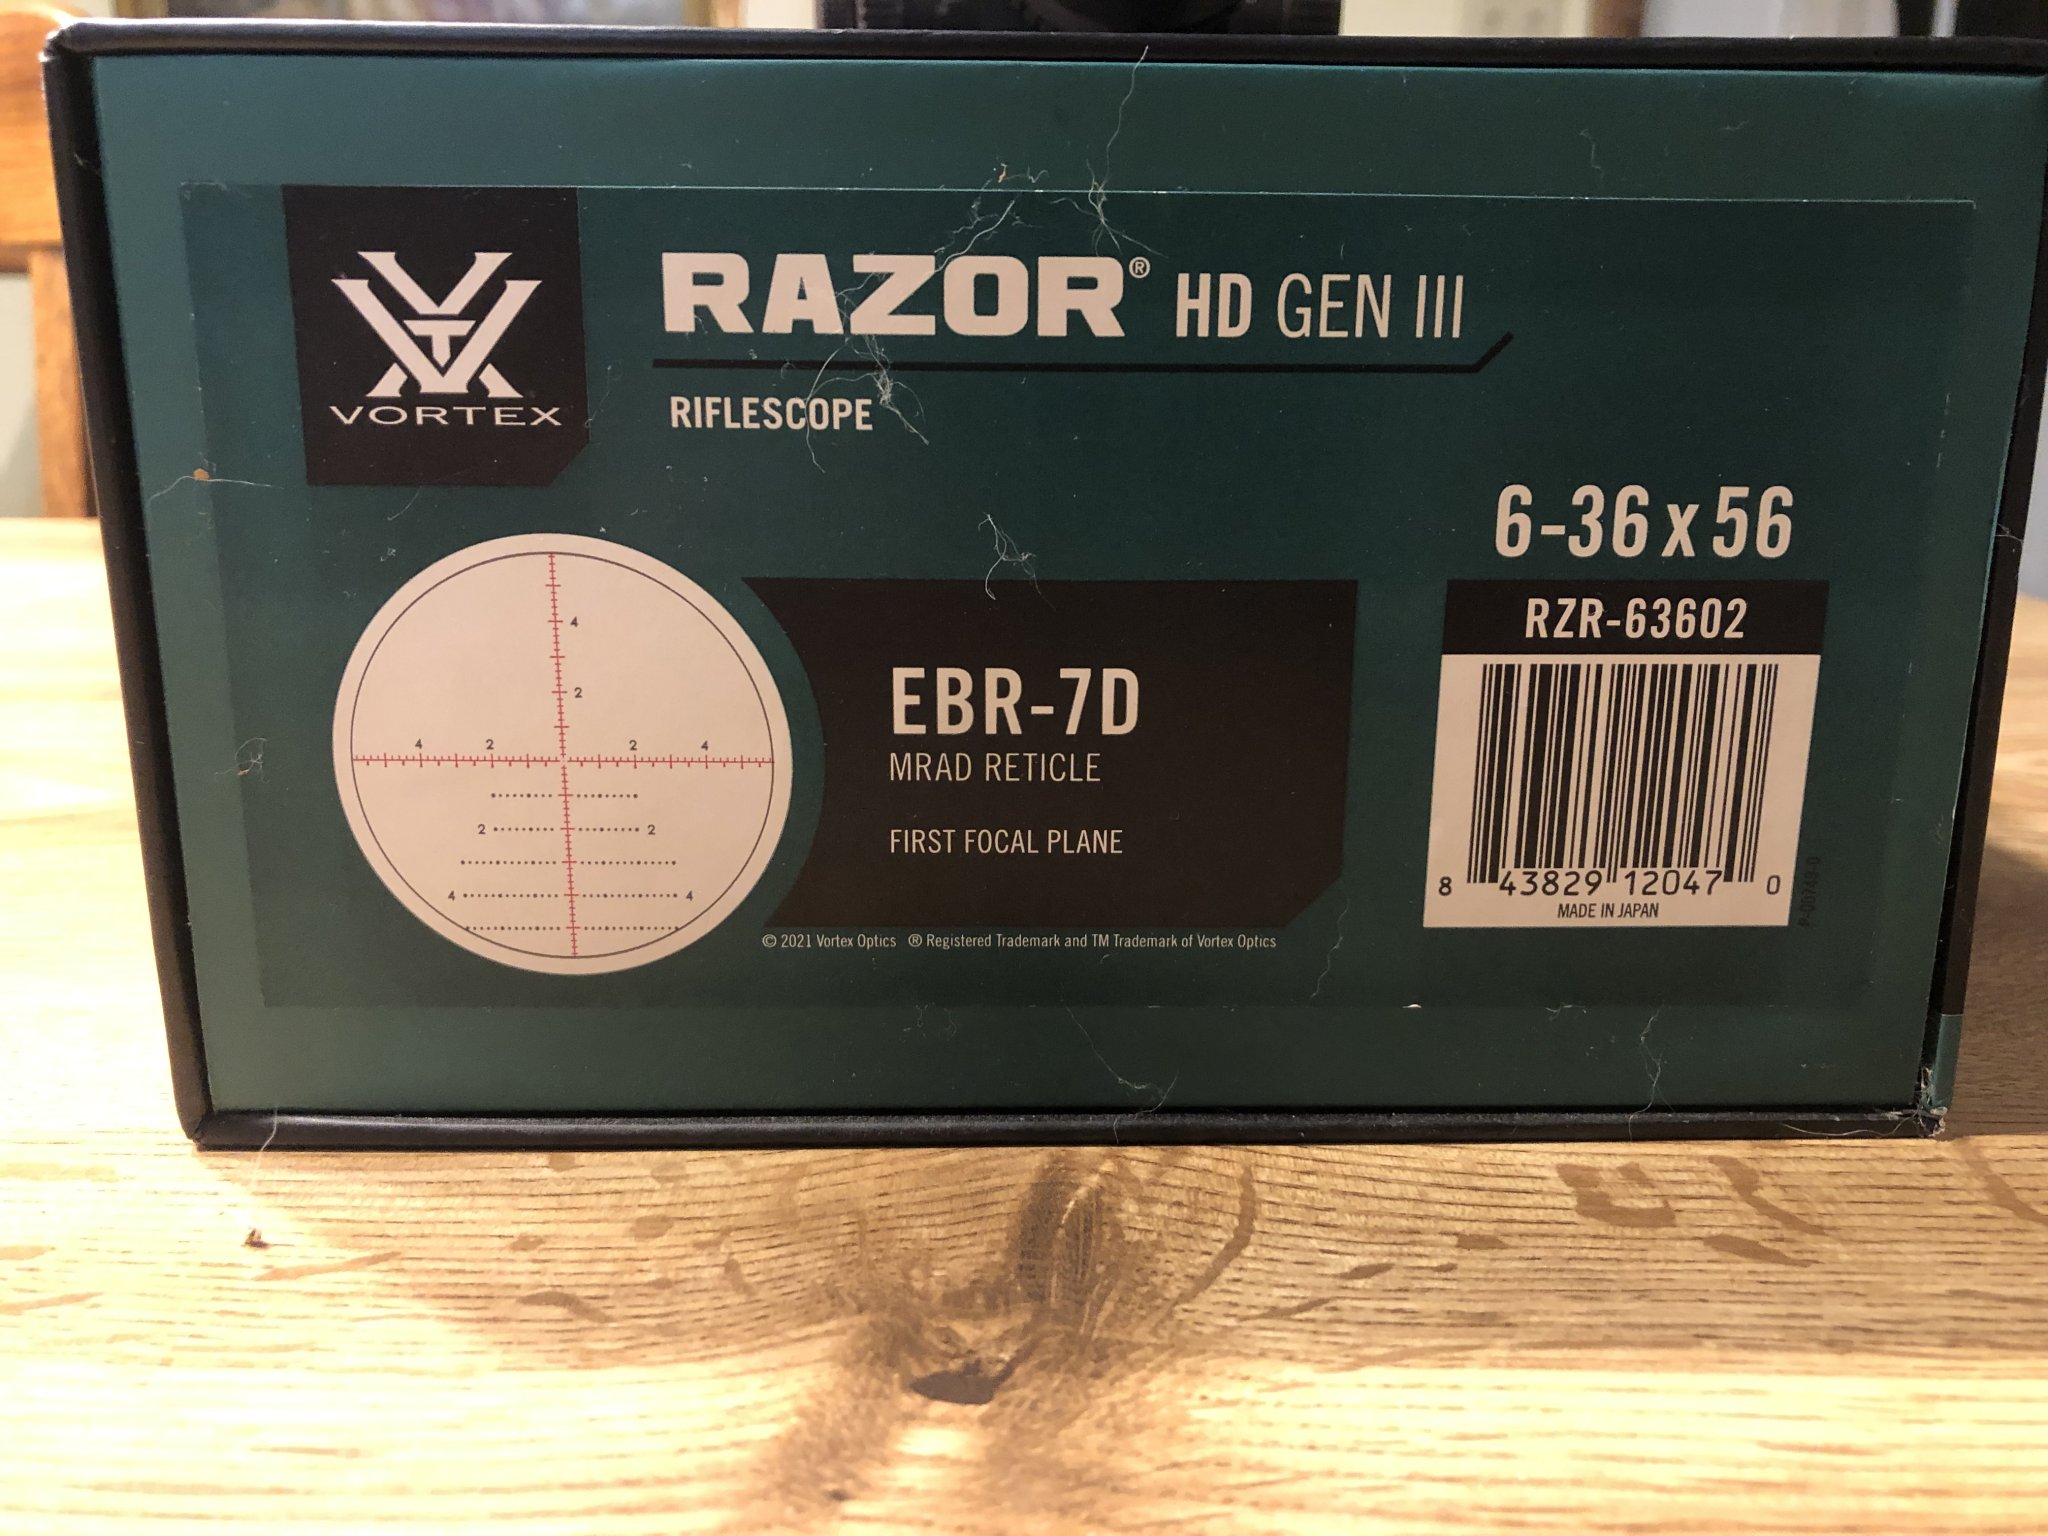 RAZOR® HD GEN III
VORTEX
RIFLESCOPE
6-36 x 56
RZR-63602
4
2
4 2 2 4
2 2
4 4
EBR-7D
MRAD RETICLE
FIRST FOCAL PLANE
8 43829 12047 0
MADE IN JAPAN
© 2021 Vortex Optics ® Registered Trademark and TM Trademark of Vortex Optics